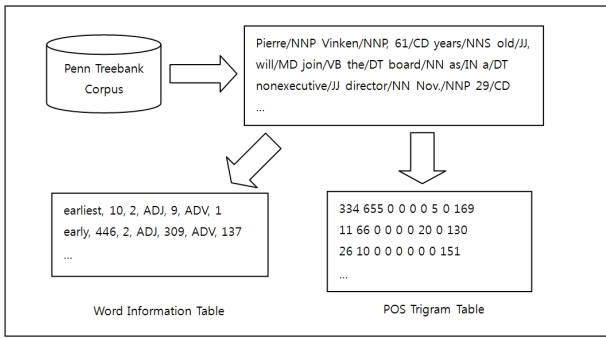 Penn Treebank
Corpus
Pierre/NNP Vinken/NNP, 61/CD years/NNS old/JJ,
will/MD join/VB the/DT board/NN as/IN a/DT
nonexecutive/JJ director/NN Nov./NNP 29/CD
...
earliest, 10, 2, ADJ, 9, ADV, 1
early, 446, 2, ADJ, 309, ADV, 137
...
Word Information Table
334 655 0 0 0 0 5 0 169
11 66 0 0 0 0 20 0 130
26 10 0 0 0 0 0 0 151
...
POS Trigram Table